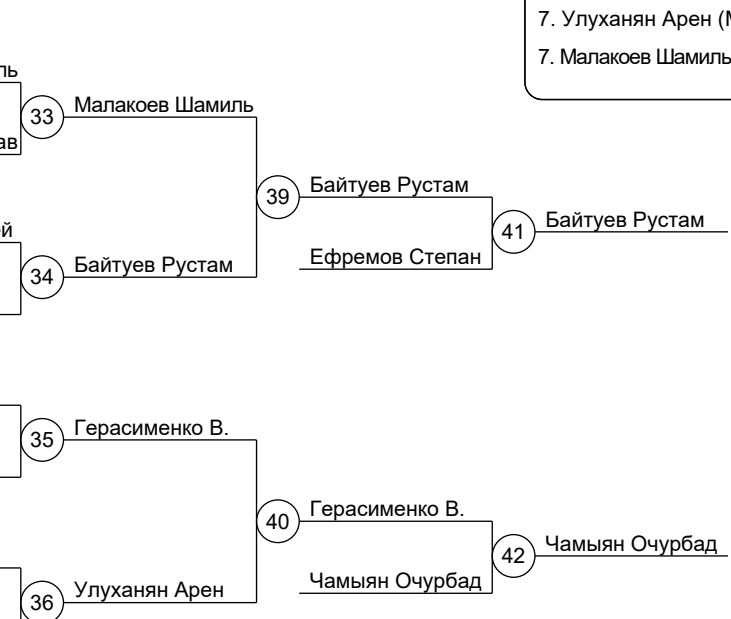 7. Улуханян Арен
7. Малакоев Шамиль
33 Малакоев Шамиль
39 Байтуев Рустам
41 Байтуев Рустам
Ефремов Степан
34 Байтуев Рустам
35 Герасименко В.
40 Герасименко В.
42 Чамыян Очурбад
Чамыян Очурбад
36 Улуханян Арен